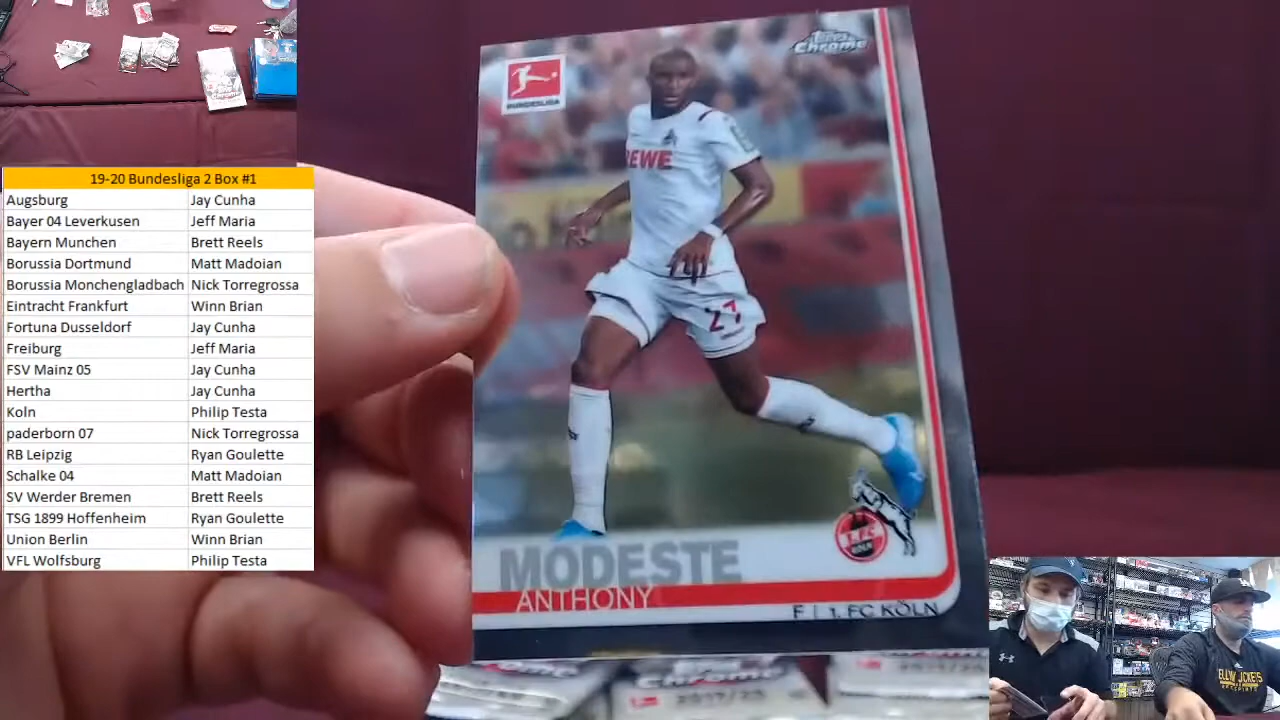 19-20 Bundesliga 2 Box #1
Augsburg Jay Cunha
Bayer 04 Leverkusen Jeff Maria
Bayern Munchen Brett Reels
Borussia Dortmund Matt Madoian
Borussia Monchengladbach Nick Torregrossa
Eintracht Frankfurt Winn Brian
Fortuna Dusseldorf Jay Cunha
Freiburg Jeff Maria
FSV Mainz 05 Jay Cunha
Hertha Jay Cunha
Koln Philip Testa
paderborn 07 Nick Torregrossa
RB Leipzig Ryan Goulette
Schalke 04 Matt Madoian
SV Werder Bremen Brett Reels
TSG 1899 Hoffenheim Ryan Goulette
Union Berlin Winn Brian
VFL Wolfsburg Philip Testa
Topps
Chrome
BUNDESLIGA
REWE
27
MODESTE
ANTHONY
F | 1. FC KÖLN
Chrome